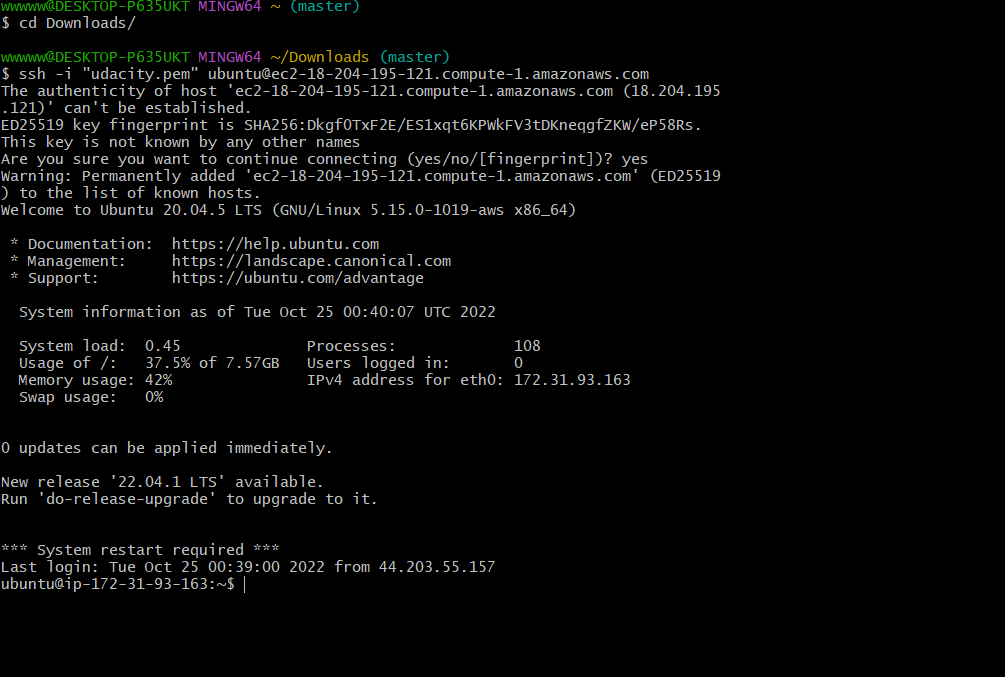 wwwww@DESKTOP-P635UKT MINGW64 ~ (master)
$ cd Downloads/
wwwww@DESKTOP-P635UKT MINGW64 ~/Downloads (master)
$ ssh -i "udacity.pem" ubuntu@ec2-18-204-195-121.compute-1.amazonaws.com
The authenticity of host 'ec2-18-204-195-121.compute-1.amazonaws.com (18.204.195
.121)' can't be established.
ED25519 key fingerprint is SHA256:Dkgf0TxF2E/ES1xqt6KPWkFV3tDKneqgfZKW/eP58Rs.
This key is not known by any other names
Are you sure you want to continue connecting (yes/no/[fingerprint])? yes
Warning: Permanently added 'ec2-18-204-195-121.compute-1.amazonaws.com' (ED25519
) to the list of known hosts.
Welcome to Ubuntu 20.04.5 LTS (GNU/Linux 5.15.0-1019-aws x86_64)
* Documentation:  https://help.ubuntu.com
* Management:     https://landscape.canonical.com
* Support:        https://ubuntu.com/advantage
System information as of Tue Oct 25 00:40:07 UTC 2022
System load:  0.45               Processes:             108
Usage of /:   37.5% of 7.57GB   Users logged in:       0
Memory usage: 42%               IPv4 address for eth0: 172.31.93.163
Swap usage:   0%
0 updates can be applied immediately.
New release '22.04.1 LTS' available.
Run 'do-release-upgrade' to upgrade to it.
*** System restart required ***
Last login: Tue Oct 25 00:39:00 2022 from 44.203.55.157
ubuntu@ip-172-31-93-163:~$